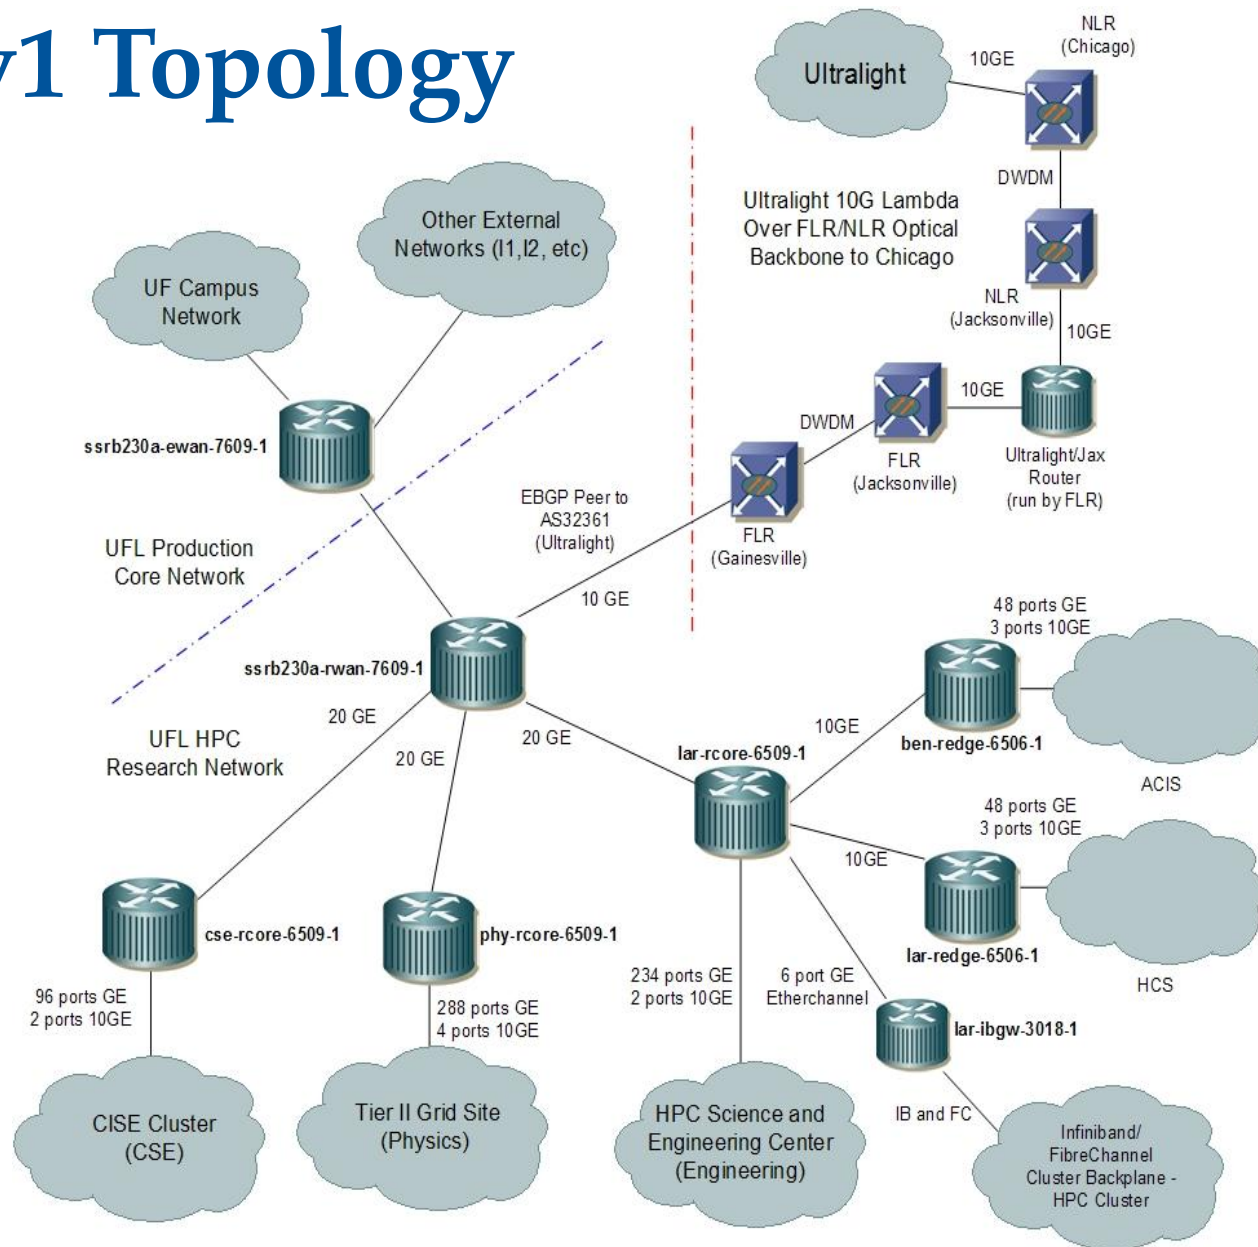 v1 Topology
NLR
(Chicago)
10GE
Ultralight
DWDM
Ultralight 10G Lambda
Over FLR/NLR Optical
Backbone to Chicago
NLR
(Jacksonville)
10GE
Other External
Networks (I1,I2, etc)
UF Campus
Network
ssrb230a-ewan-7609-1
10GE
DWDM
FLR
(Jacksonville)
Ultralight/Jax
Router
(run by FLR)
EBGP Peer to
AS32361
(Ultralight)
FLR
(Gainesville)
UFL Production
Core Network
10 GE
48 ports GE
3 ports 10GE
ssrb230a-rwan-7609-1
20 GE
20 GE
20 GE
UFL HPC
Research Network
lar-rcore-6509-1
10GE
ben-redge-6506-1
ACIS
48 ports GE
3 ports 10GE
10GE
cse-rcore-6509-1
phy-rcore-6509-1
lar-redge-6506-1
HCS
96 ports GE
2 ports 10GE
288 ports GE
4 ports 10GE
234 ports GE
2 ports 10GE
6 port GE
Etherchannel
lar-ibgw-3018-1
CISE Cluster
(CSE)
Tier II Grid Site
(Physics)
HPC Science and
Engineering Center
(Engineering)
IB and FC
Infiniband/
FibreChannel
Cluster Backplane -
HPC Cluster